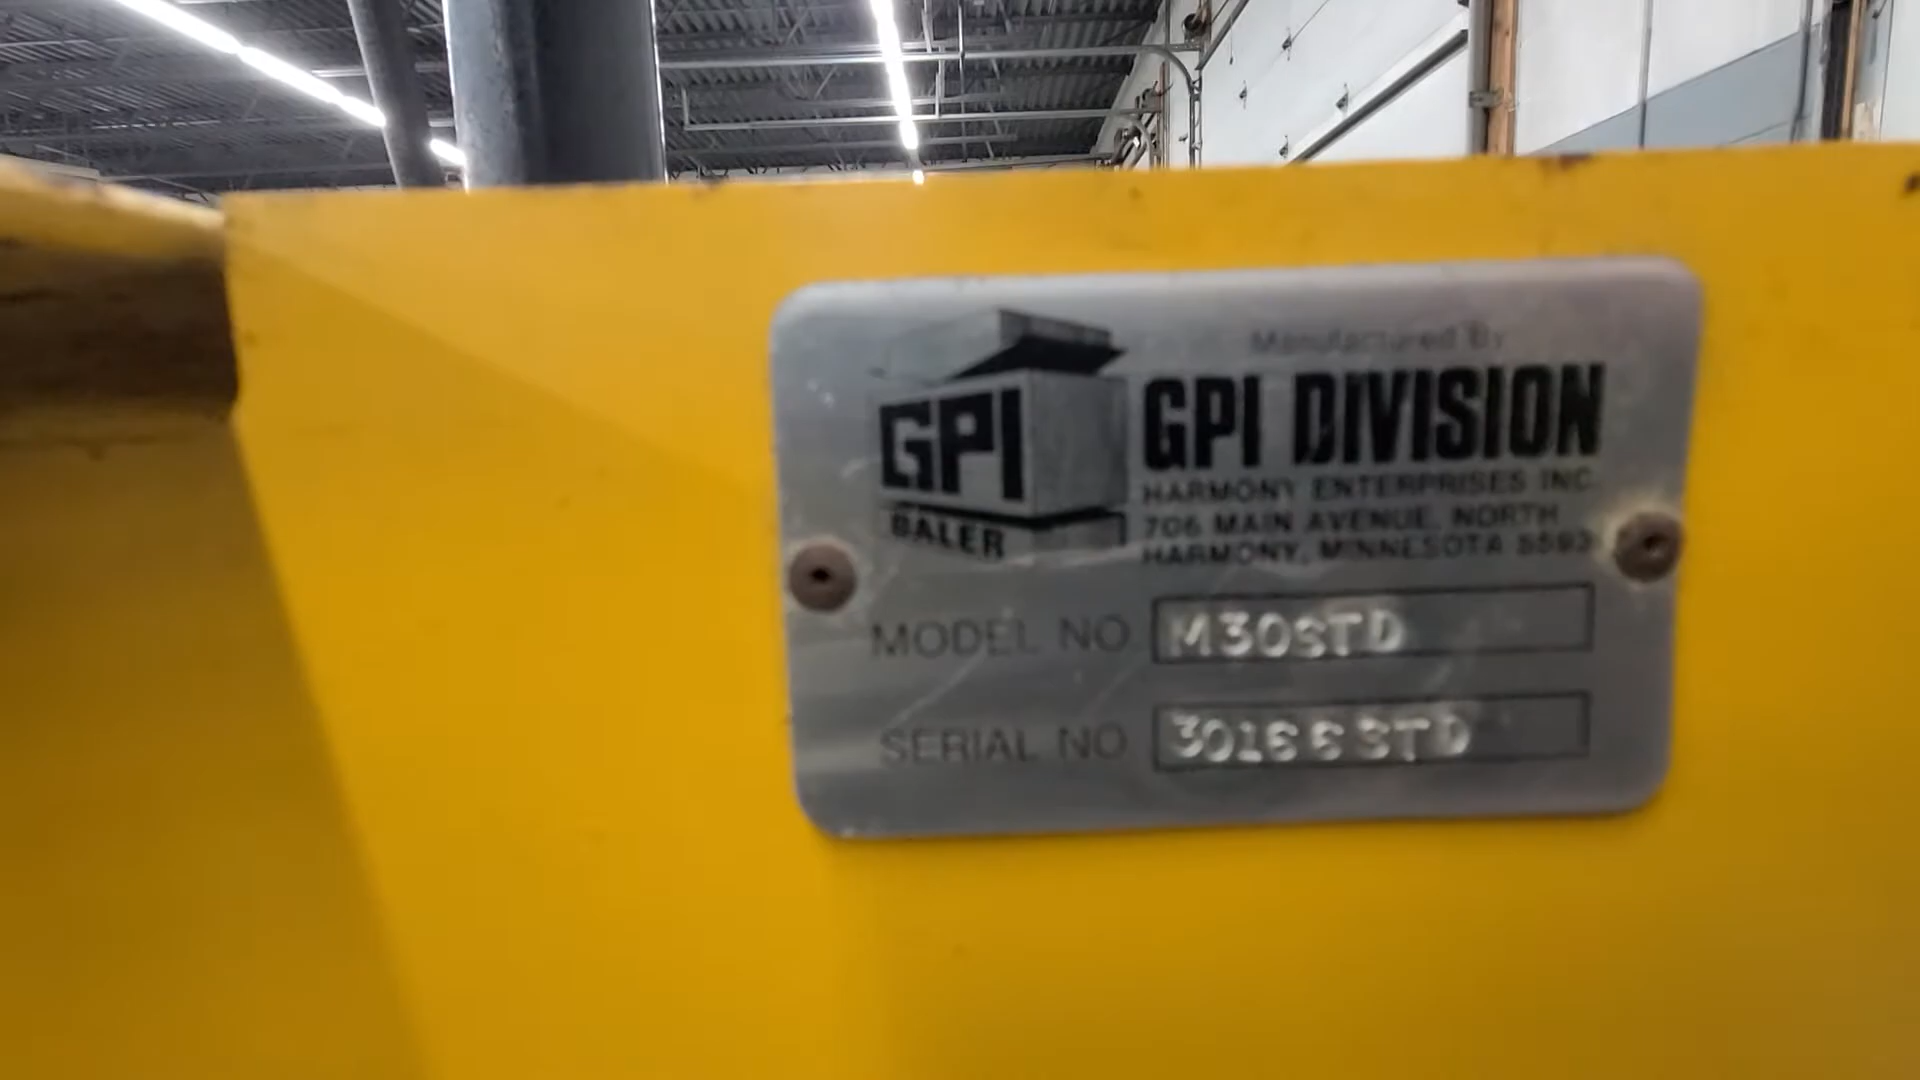 GPI
BALER
Manufactured By
GPI DIVISION
HARMONY ENTERPRISES INC.
706 MAIN AVENUE, NORTH
HARMONY, MINNESOTA
MODEL NO. M30STD
SERIAL NO. 30166STD